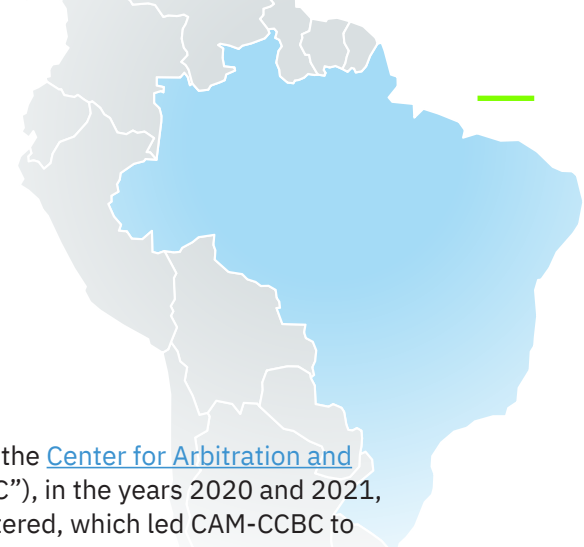 the Center for Arbitration and
C”), in the years 2020 and 2021,
tered, which led CAM-CCBC to